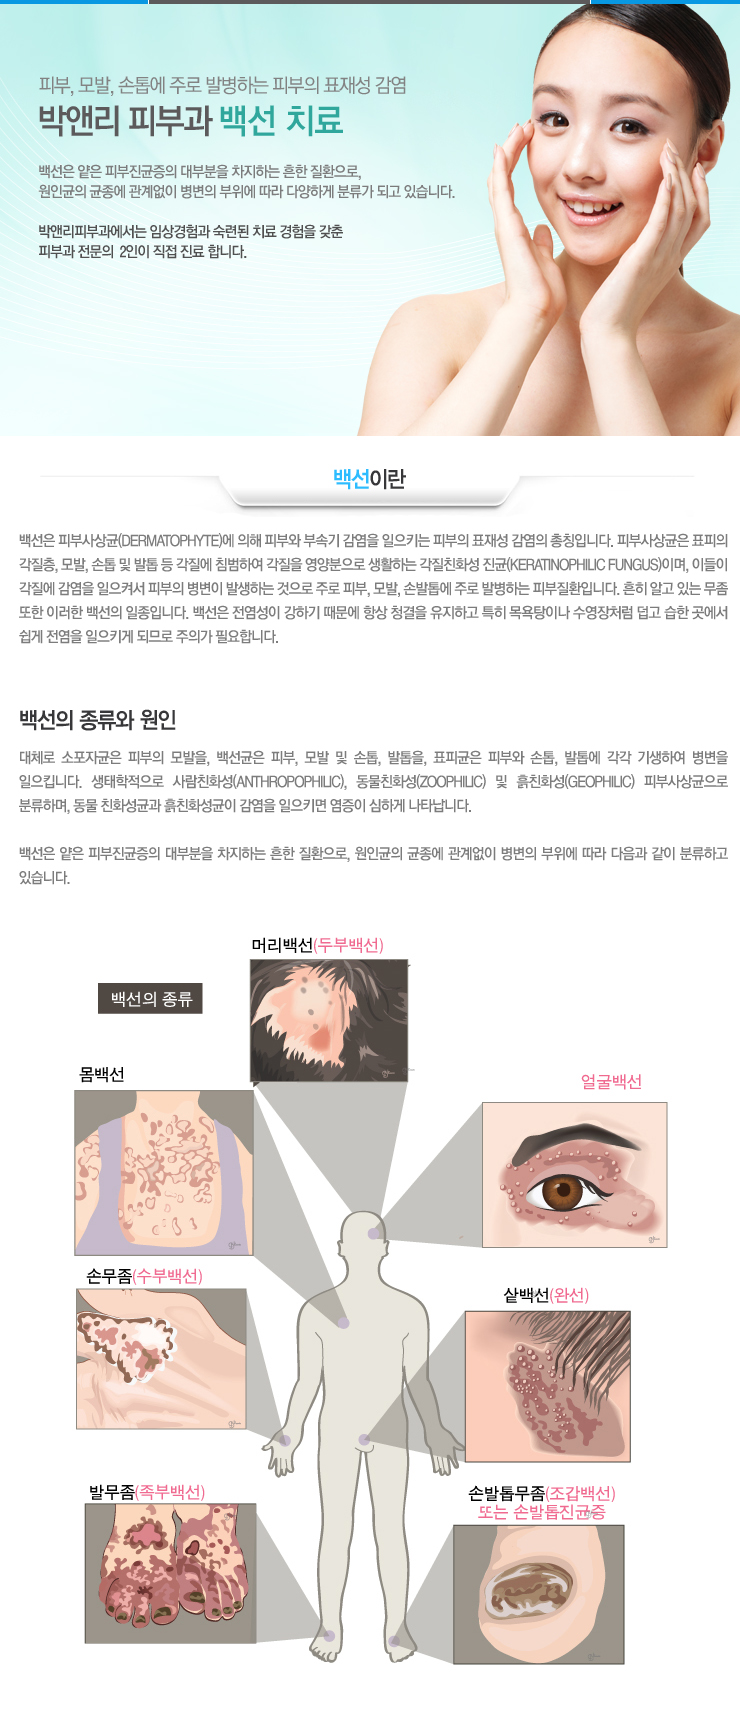 피부, 모발, 손톱에 주로 발병하는 피부의 표재성 감염
박앤리 피부과 백선 치료
백선은 얕은 피부진균증의 대부분을 차지하는 흔한 질환으로,
원인균의 균종에 관계없이 병변의 부위에 따라 다양하게 분류가 되고 있습니다.
박앤리피부과에서는 임상경험과 숙련된 치료 경험을 갖춘
피부과 전문의 2인이 직접 진료 합니다.
백선이란
백선은 피부사상균(DERMATOPHYTE)에 의해 피부와 부속기 감염을 일으키는 피부의 표재성 감염의 총칭입니다. 피부사상균은 표피의
각질층, 모발, 손톱 및 발톱 등 각질에 침범하여 각질을 영양분으로 생활하는 각질친화성 진균(KERATINOPHILIC FUNGUS)이며, 이들이
각질에 감염을 일으켜서 피부의 병변이 발생하는 것으로 주로 피부, 모발, 손발톱에 주로 발병하는 피부질환입니다. 흔히 알고 있는 무좀
또한 이러한 백선의 일종입니다. 백선은 전염성이 강하기 때문에 항상 청결을 유지하고 특히 목욕탕이나 수영장처럼 덥고 습한 곳에서
쉽게 전염을 일으키게 되므로 주의가 필요합니다.
백선의 종류와 원인
대체로 소포자균은 피부의 모발을, 백선균은 피부, 모발 및 손톱, 발톱을, 표피균은 피부와 손톱, 발톱에 각각 기생하여 병변을
일으킵니다. 생태학적으로 사람친화성(ANTHROPOPHILIC), 동물친화성(ZOOPHILIC) 및 흙친화성(GEOPHILIC) 피부사상균으로
분류하며, 동물 친화성균과 흙친화성균이 감염을 일으키면 염증이 심하게 나타납니다.
백선은 얕은 피부진균증의 대부분을 차지하는 흔한 질환으로, 원인균의 균종에 관계없이 병변의 부위에 따라 다음과 같이 분류하고
있습니다.
머리백선(두부백선)
백선의 종류
몸백선
얼굴백선
손무좀(수부백선)
샅백선(완선)
발무좀(족부백선)
손발톱무좀(조갑백선)
또는 손발톱진균증